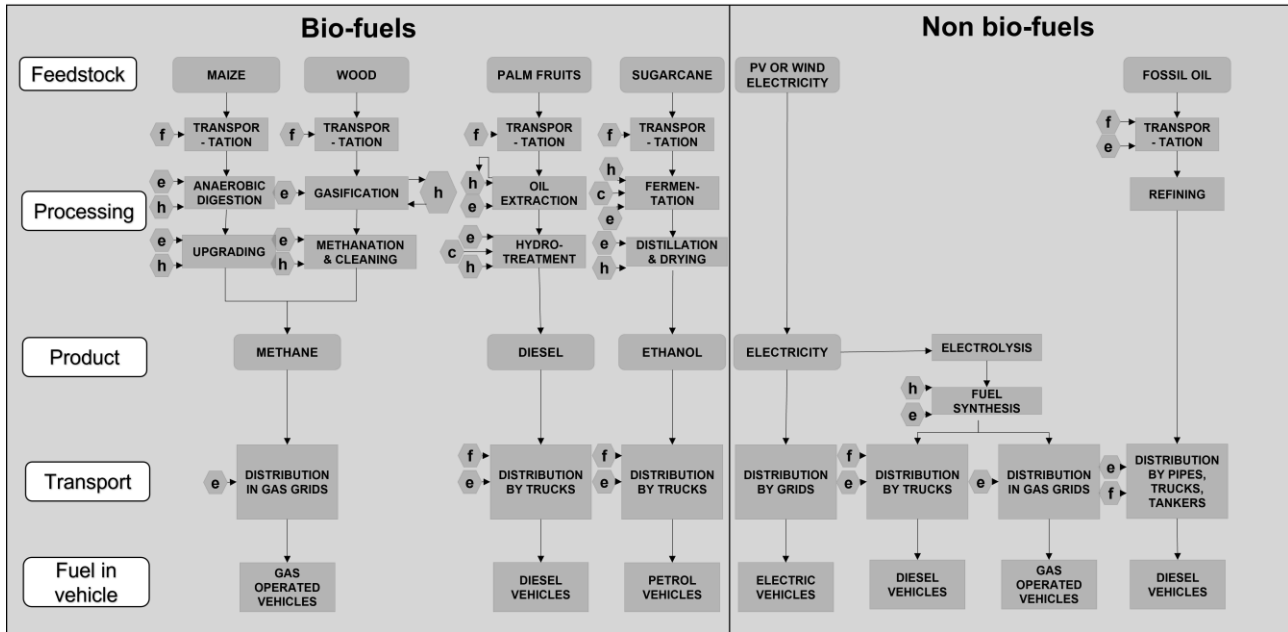 Bio-fuels
Non bio-fuels
Feedstock
MAIZE
WOOD
PALM FRUITS
SUGARCANE
PV OR WIND
ELECTRICITY
FOSSIL OIL
f
TRANSPOR
- TATION
f
TRANSPOR
- TATION
f
TRANSPOR
- TATION
f
TRANSPOR
- TATION
f
e
TRANSPOR
- TATION
Processing
e
h
ANAEROBIC
DIGESTION
e
GASIFICATION
h
h
e
OIL
EXTRACTION
h
c
e
FERMEN-
TATION
REFINING
e
h
UPGRADING
e
h
METHANATION
& CLEANING
e
c
h
HYDRO-
TREATMENT
e
h
DISTILLATION
& DRYING
Product
METHANE
DIESEL
ETHANOL
ELECTRICITY
ELECTROLYSIS
h
e
FUEL
SYNTHESIS
Transport
e
DISTRIBUTION
IN GAS GRIDS
f
e
DISTRIBUTION
BY TRUCKS
f
e
DISTRIBUTION
BY TRUCKS
DISTRIBUTION
BY GRIDS
f
e
DISTRIBUTION
BY TRUCKS
e
DISTRIBUTION
IN GAS GRIDS
e
f
DISTRIBUTION
BY PIPES,
TRUCKS,
TANKERS
Fuel in
vehicle
GAS
OPERATED
VEHICLES
DIESEL
VEHICLES
PETROL
VEHICLES
ELECTRIC
VEHICLES
DIESEL
VEHICLES
GAS
OPERATED
VEHICLES
DIESEL
VEHICLES